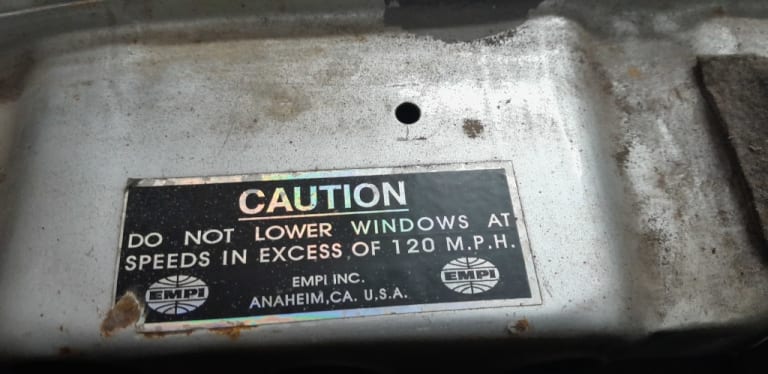 CAUTION
DO NOT LOWER WINDOWS AT
SPEEDS IN EXCESS OF 120 M.P.H.
EMPI INC.
ANAHEIM, CA. U.S.A.
EMPI
EMPI